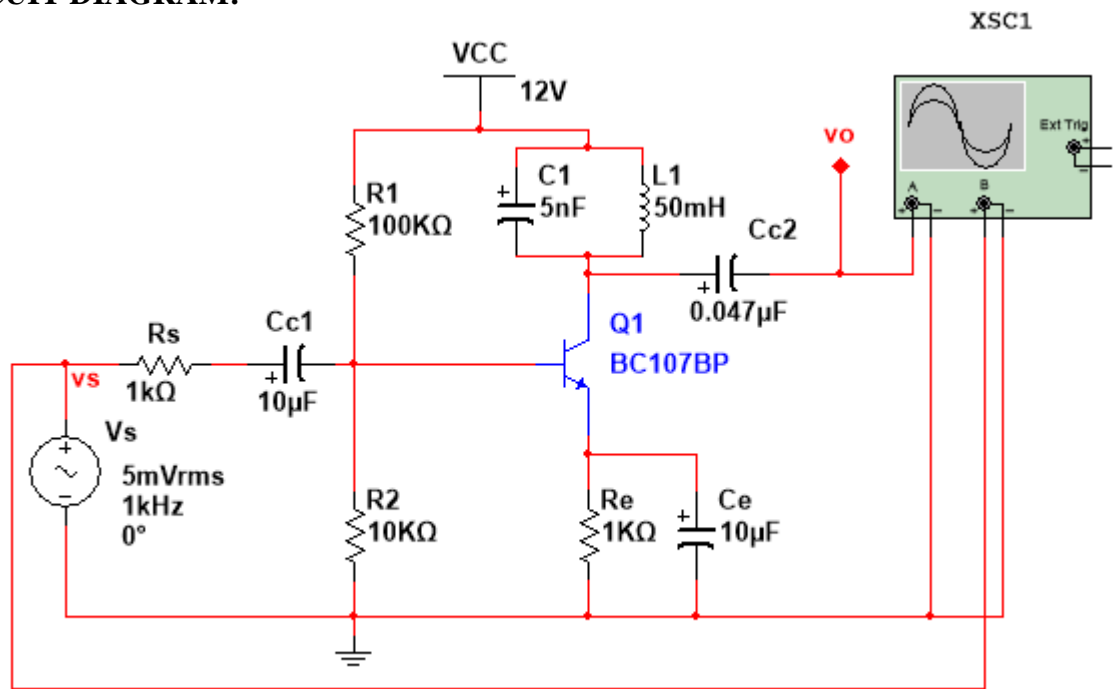 XSC1
VCC
12V
Ext Trig
+
-
A
B
+ - + -
vo
R1
100KΩ
+
C1
5nF
L1
50mH
Cc2
+
0.047µF
Q1
BC107BP
Rs
1kΩ
Cc1
+
10µF
vs
Vs
+
-
5mVrms
1kHz
0°
R2
10KΩ
Re
1KΩ
+
Ce
10µF